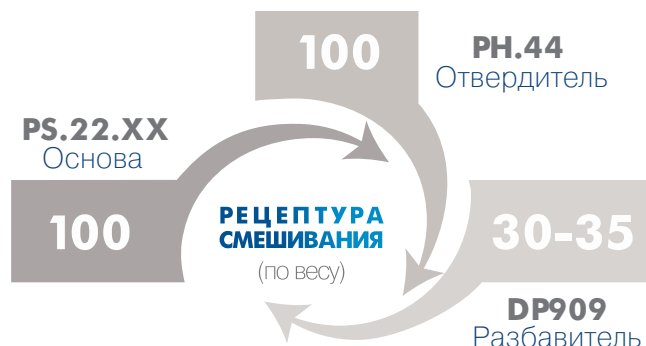 100
PH.44
Отвердитель
PS.22.XX
Основа
100
РЕЦЕПТУРА
СМЕШИВАНИЯ
(по весу)
30-35
DP909
Разбавитель